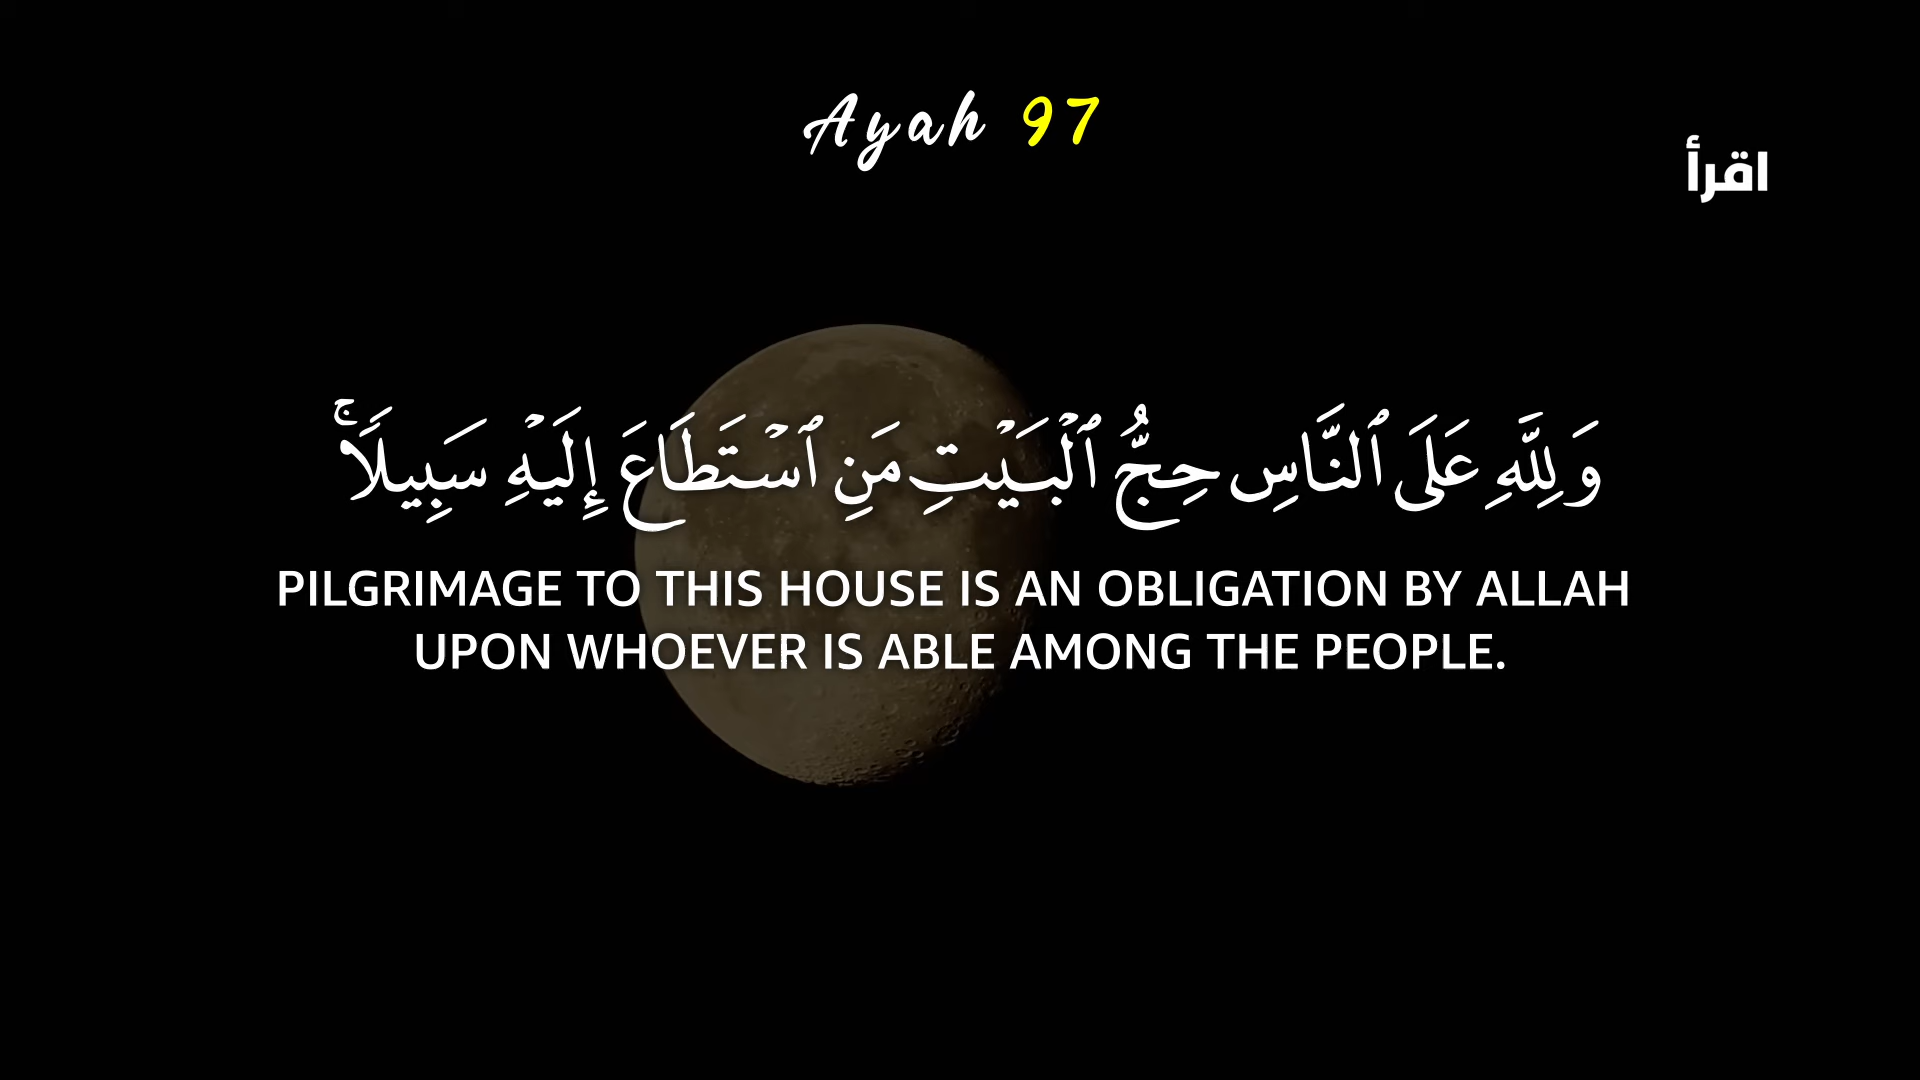 Ayah 97
اقرأ
وَلِلَّهِ عَلَى ٱلنَّاسِ حِجُّ ٱلْبَيْتِ مَنِ ٱسْتَطَاعَ إِلَيْهِ سَبِيلًاۚ
PILGRIMAGE TO THIS HOUSE IS AN OBLIGATION BY ALLAH
UPON WHOEVER IS ABLE AMONG THE PEOPLE.